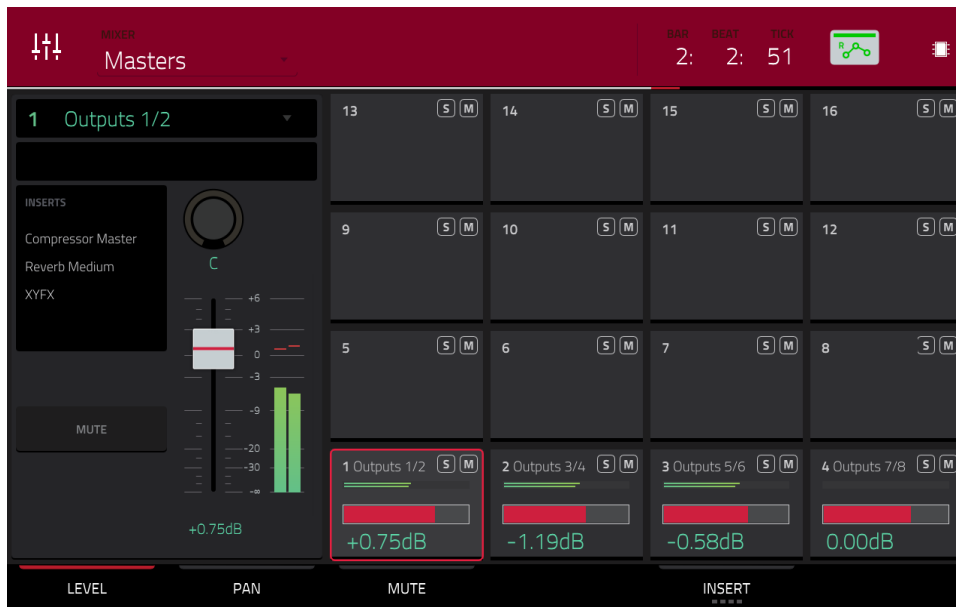 MIXER
Masters
BAR BEAT TICK
2: 2: 51
R
1 Outputs 1/2
INSERTS
Compressor Master
Reverb Medium
XYFX
C
+6
+3
0
-3
-9
-20
-30
-∞
MUTE
+0.75dB
13 S M
14 S M
15 S M
16 S M
9 S M
10 S M
11 S M
12 S M
5 S M
6 S M
7 S M
8 S M
1 Outputs 1/2 S M
2 Outputs 3/4 S M
3 Outputs 5/6 S M
4 Outputs 7/8 S M
+0.75dB
-1.19dB
-0.58dB
0.00dB
LEVEL
PAN
MUTE
INSERT